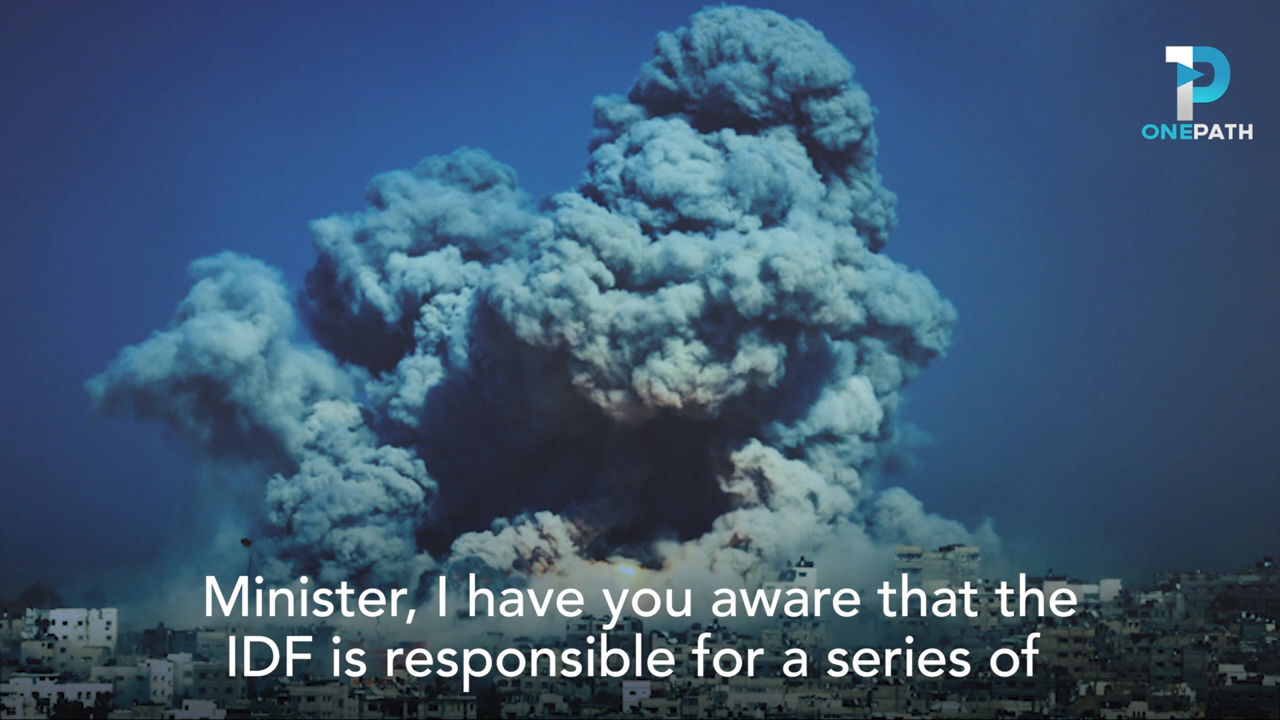 ONEPATH
Minister, I have you aware that the
IDF is responsible for a series of